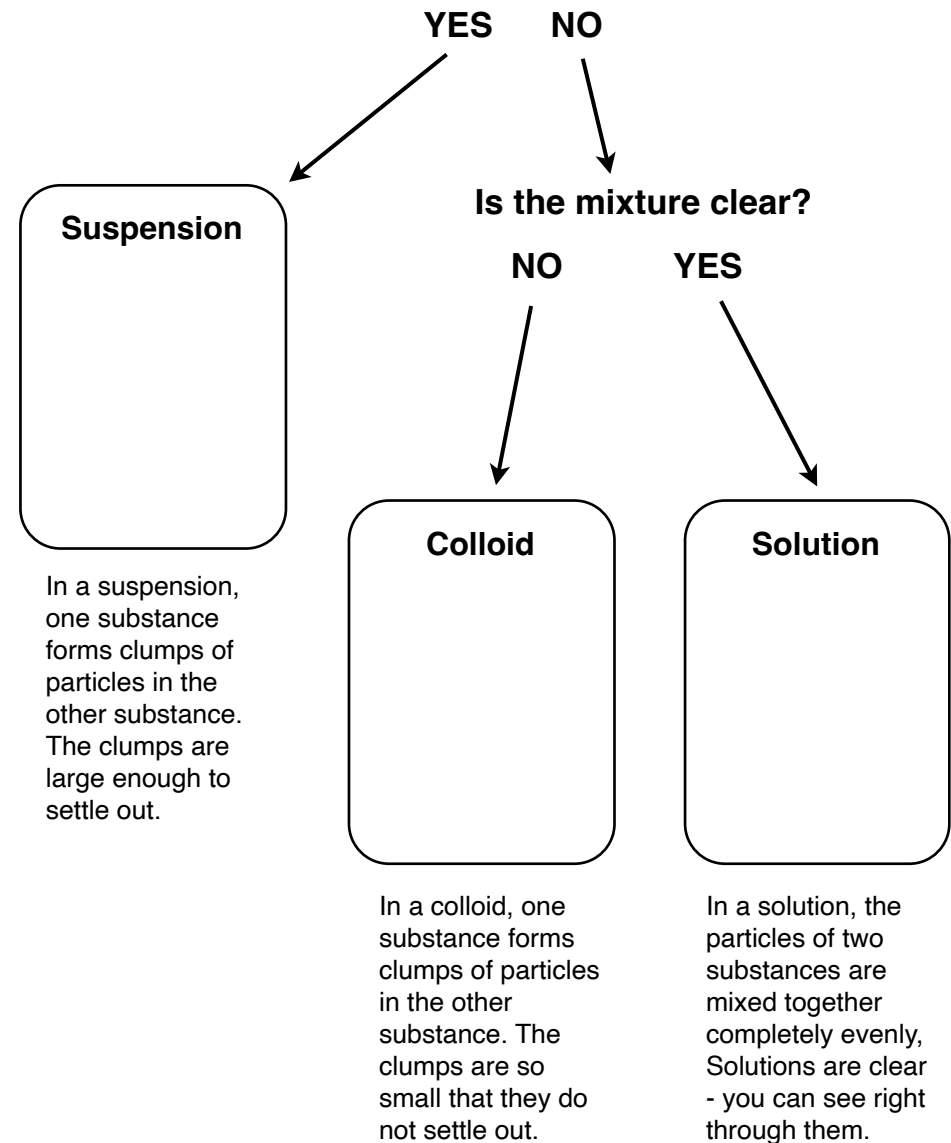 YES NO
Suspension
Is the mixture clear?
NO YES
Colloid
Solution
In a suspension,
one substance
forms clumps of
particles in the
other substance.
The clumps are
large enough to
settle out.
In a colloid, one
substance forms
clumps of particles
in the other
substance. The
clumps are so
small that they do
not settle out.
In a solution, the
particles of two
substances are
mixed together
completely evenly,
Solutions are clear
- you can see right
through them.